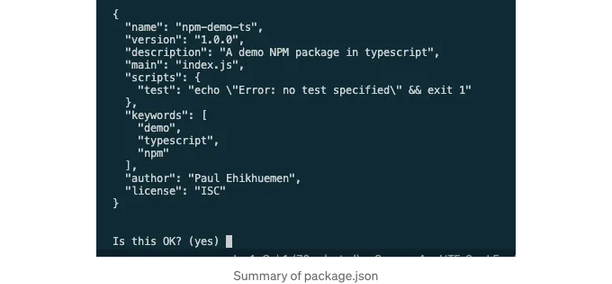 {
"name": "npm-demo-ts",
"version": "1.0.0",
"description": "A demo NPM package in typescript",
"main": "index.js",
"scripts": {
"test": "echo \"Error: no test specified\" && exit 1"
},
"keywords": [
"demo",
"typescript",
"npm"
],
"author": "Paul Ehikhuemen",
"license": "ISC"
}
Is this OK? (yes)
Summary of package.json